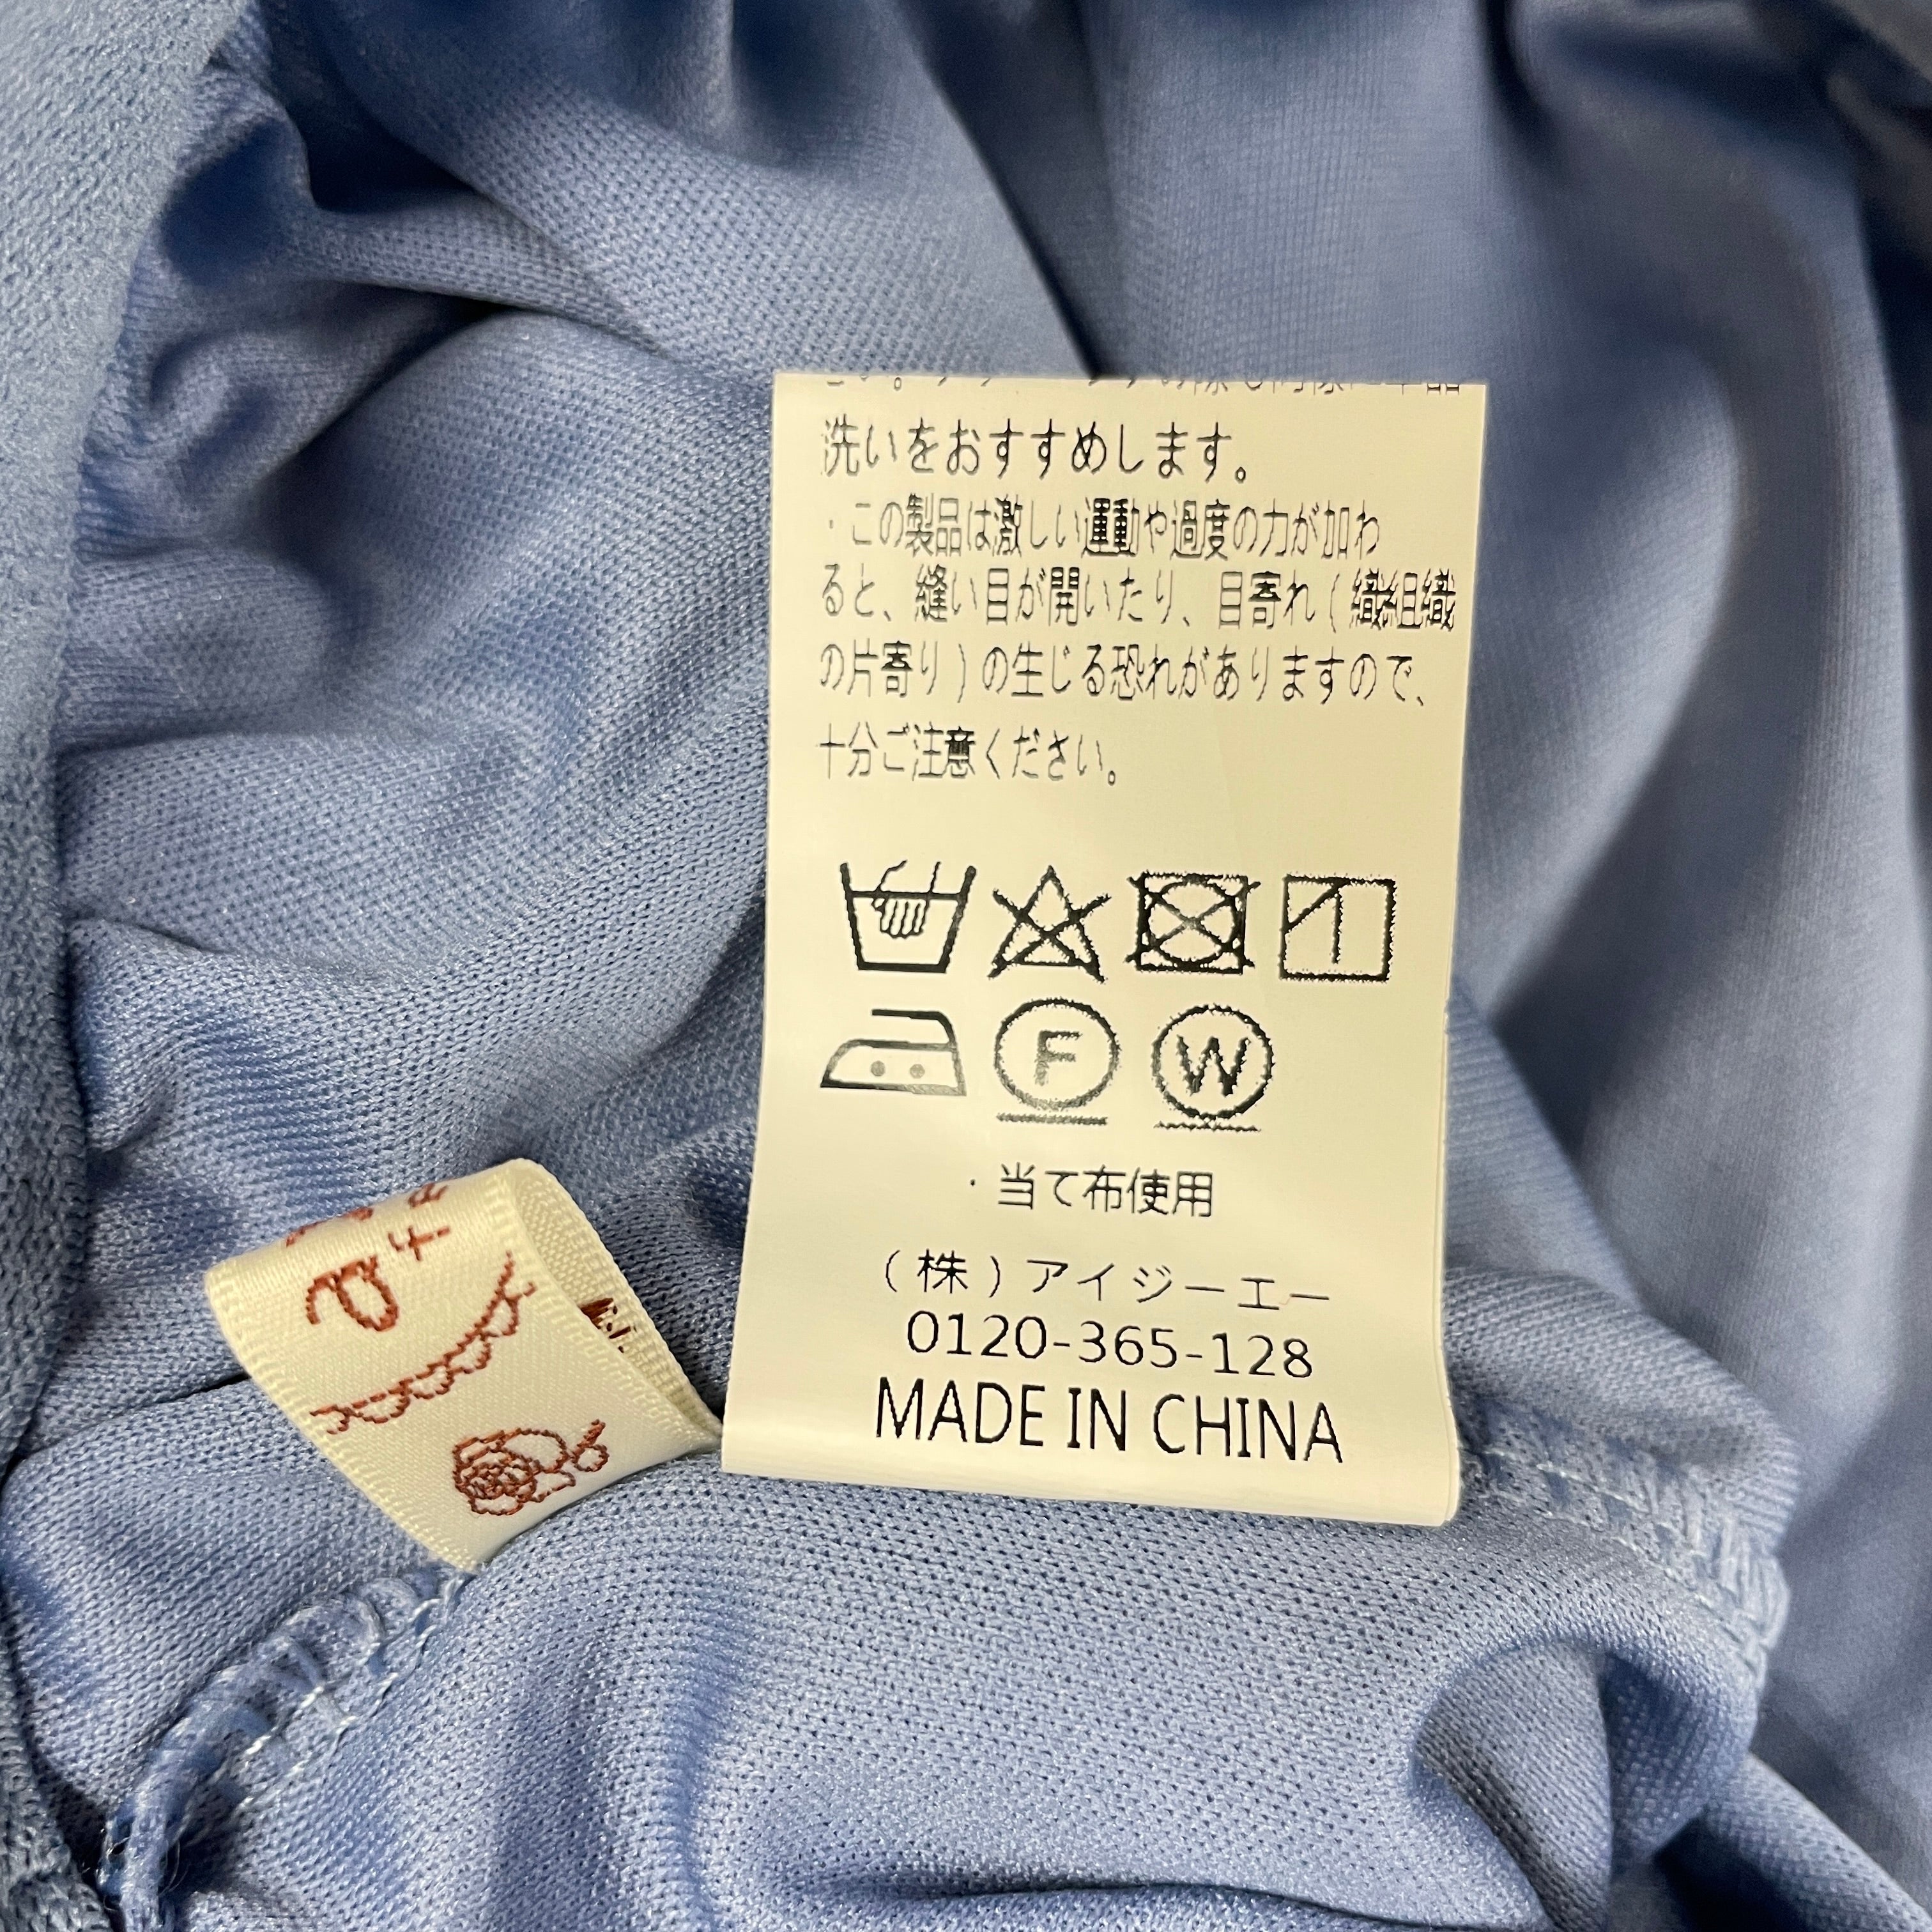 洗いをおすすめします。
・この製品は激しい運動や過度の力が加わ
ると、縫い目が開いたり、目寄れ(織組織
の片寄り)の生じる恐れがありますので、
十分ご注意ください。
F W
・当て布使用
(株)アイジーエー
0120-365-128
MADE IN CHINA
a